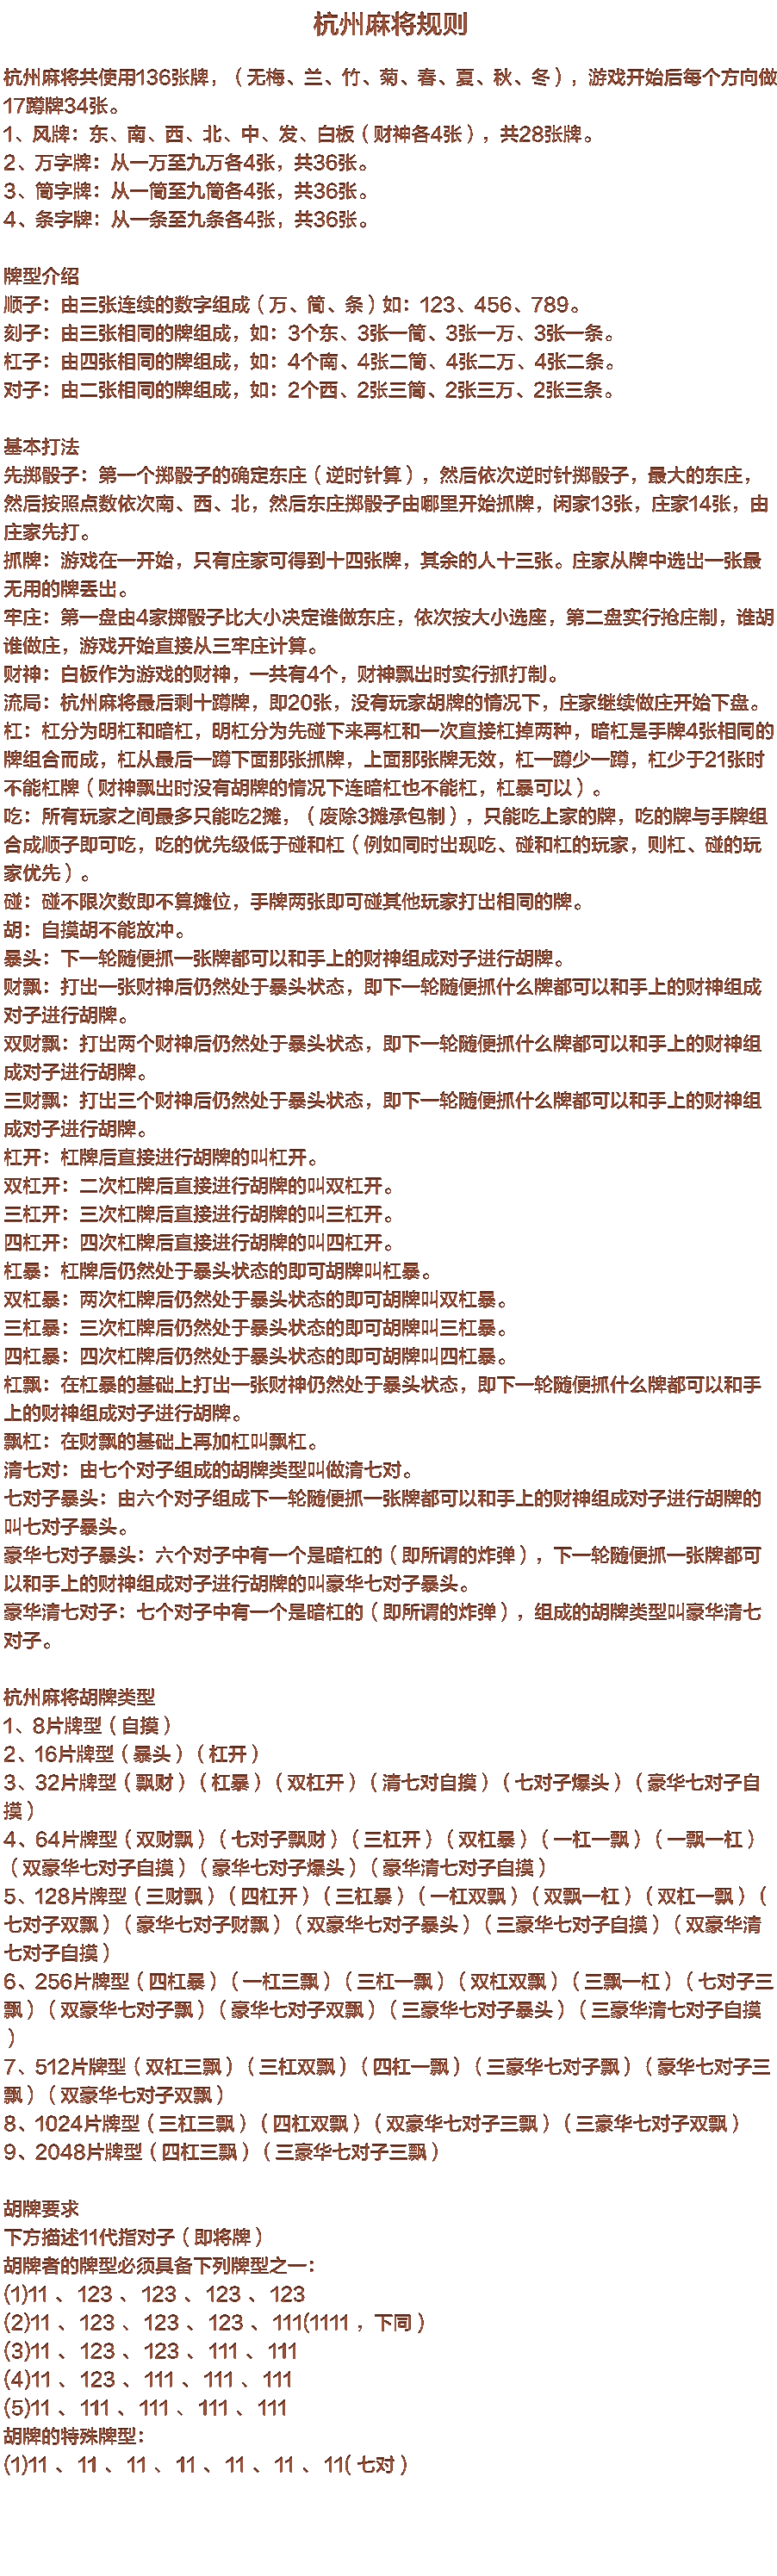 杭州麻将规则
杭州麻将共使用136张牌，（无梅、兰、竹、菊、春、夏、秋、冬），游戏开始后每个方向做
17蹲牌34张。
1、风牌：东、南、西、北、中、发、白板（财神各4张），共28张牌。
2、万字牌：从一万至九万各4张，共36张。
3、筒字牌：从一筒至九筒各4张，共36张。
4、条字牌：从一条至九条各4张，共36张。
牌型介绍
顺子：由三张连续的数字组成（万、筒、条）如：123、456、789。
刻子：由三张相同的牌组成，如：3个东、3张一筒、3张一万、3张一条。
杠子：由四张相同的牌组成，如：4个南、4张二筒、4张二万、4张二条。
对子：由二张相同的牌组成，如：2个西、2张三筒、2张三万、2张三条。
基本打法
先掷骰子：第一个掷骰子的确定东庄（逆时针算），然后依次逆时针掷骰子，最大的东庄，
然后按照点数依次南、西、北，然后东庄掷骰子由哪里开始抓牌，闲家13张，庄家14张，由
庄家先打。
抓牌：游戏在一开始，只有庄家可得到十四张牌，其余的人十三张。庄家从牌中选出一张最
无用的牌丢出。
牢庄：第一盘由4家掷骰子比大小决定谁做东庄，依次按大小选座，第二盘实行抢庄制，谁胡
谁做庄，游戏开始直接从三牢庄计算。
财神：白板作为游戏的财神，一共有4个，财神飘出时实行抓打制。
流局：杭州麻将最后剩十蹲牌，即20张，没有玩家胡牌的情况下，庄家继续做庄开始下盘。
杠：杠分为明杠和暗杠，明杠分为先碰下来再杠和一次直接杠掉两种，暗杠是手牌4张相同的
牌组合而成，杠从最后一蹲下面那张抓牌，上面那张牌无效，杠一蹲少一蹲，杠少于21张时
不能杠牌（财神飘出时没有胡牌的情况下连暗杠也不能杠，杠暴可以）。
吃：所有玩家之间最多只能吃2摊，（废除3摊承包制），只能吃上家的牌，吃的牌与手牌组
合成顺子即可吃，吃的优先级低于碰和杠（例如同时出现吃、碰和杠的玩家，则杠、碰的玩
家优先）。
碰：碰不限次数即不算摊位，手牌两张即可碰其他玩家打出相同的牌。
胡：自摸胡不能放冲。
暴头：下一轮随便抓一张牌都可以和手上的财神组成对子进行胡牌。
财飘：打出一张财神后仍然处于暴头状态，即下一轮随便抓什么牌都可以和手上的财神组成
对子进行胡牌。
双财飘：打出两个财神后仍然处于暴头状态，即下一轮随便抓什么牌都可以和手上的财神组
成对子进行胡牌。
三财飘：打出三个财神后仍然处于暴头状态，即下一轮随便抓什么牌都可以和手上的财神组
成对子进行胡牌。
杠开：杠牌后直接进行胡牌的叫杠开。
双杠开：二次杠牌后直接进行胡牌的叫双杠开。
三杠开：三次杠牌后直接进行胡牌的叫三杠开。
四杠开：四次杠牌后直接进行胡牌的叫四杠开。
杠暴：杠牌后仍然处于暴头状态的即可胡牌叫杠暴。
双杠暴：两次杠牌后仍然处于暴头状态的即可胡牌叫双杠暴。
三杠暴：三次杠牌后仍然处于暴头状态的即可胡牌叫三杠暴。
四杠暴：四次杠牌后仍然处于暴头状态的即可胡牌叫四杠暴。
杠飘：在杠暴的基础上打出一张财神仍然处于暴头状态，即下一轮随便抓什么牌都可以和手
上的财神组成对子进行胡牌。
飘杠：在财飘的基础上再加杠叫飘杠。
清七对：由七个对子组成的胡牌类型叫做清七对。
七对子暴头：由六个对子组成下一轮随便抓一张牌都可以和手上的财神组成对子进行胡牌的
叫七对子暴头。
豪华七对子暴头：六个对子中有一个是暗杠的（即所谓的炸弹），下一轮随便抓一张牌都可
以和手上的财神组成对子进行胡牌的叫豪华七对子暴头。
豪华清七对子：七个对子中有一个是暗杠的（即所谓的炸弹），组成的胡牌类型叫豪华清七
对子。
杭州麻将胡牌类型
1、8片牌型（自摸）
2、16片牌型（暴头）（杠开）
3、32片牌型（飘财）（杠暴）（双杠开）（清七对自摸）（七对子爆头）（豪华七对子自
摸）
4、64片牌型（双财飘）（七对子飘财）（三杠开）（双杠暴）（一杠一飘）（一飘一杠）
（双豪华七对子自摸）（豪华七对子爆头）（豪华清七对子自摸）
5、128片牌型（三财飘）（四杠开）（三杠暴）（一杠双飘）（双飘一杠）（双杠一飘）（
七对子双飘）（豪华七对子财飘）（双豪华七对子暴头）（三豪华七对子自摸）（双豪华清
七对子自摸）
6、256片牌型（四杠暴）（一杠三飘）（三杠一飘）（双杠双飘）（三飘一杠）（七对子三
飘）（双豪华七对子飘）（豪华七对子双飘）（三豪华七对子暴头）（三豪华清七对子自摸
）
7、512片牌型（双杠三飘）（三杠双飘）（四杠一飘）（三豪华七对子飘）（豪华七对子三
飘）（双豪华七对子双飘）
8、1024片牌型（三杠三飘）（四杠双飘）（双豪华七对子三飘）（三豪华七对子双飘）
9、2048片牌型（四杠三飘）（三豪华七对子三飘）
胡牌要求
下方描述11代指对子（即将牌）
胡牌者的牌型必须具备下列牌型之一：
(1)11 、 123 、 123 、 123 、 123
(2)11 、 123 、 123 、 123 、 111(1111 ，下同）
(3)11 、 123 、 123 、 111 、 111
(4)11 、 123 、 111 、 111 、 111
(5)11 、 111 、 111 、 111 、 111
胡牌的特殊牌型：
(1)11 、 11 、 11 、 11 、 11 、 11 、 11( 七对 )